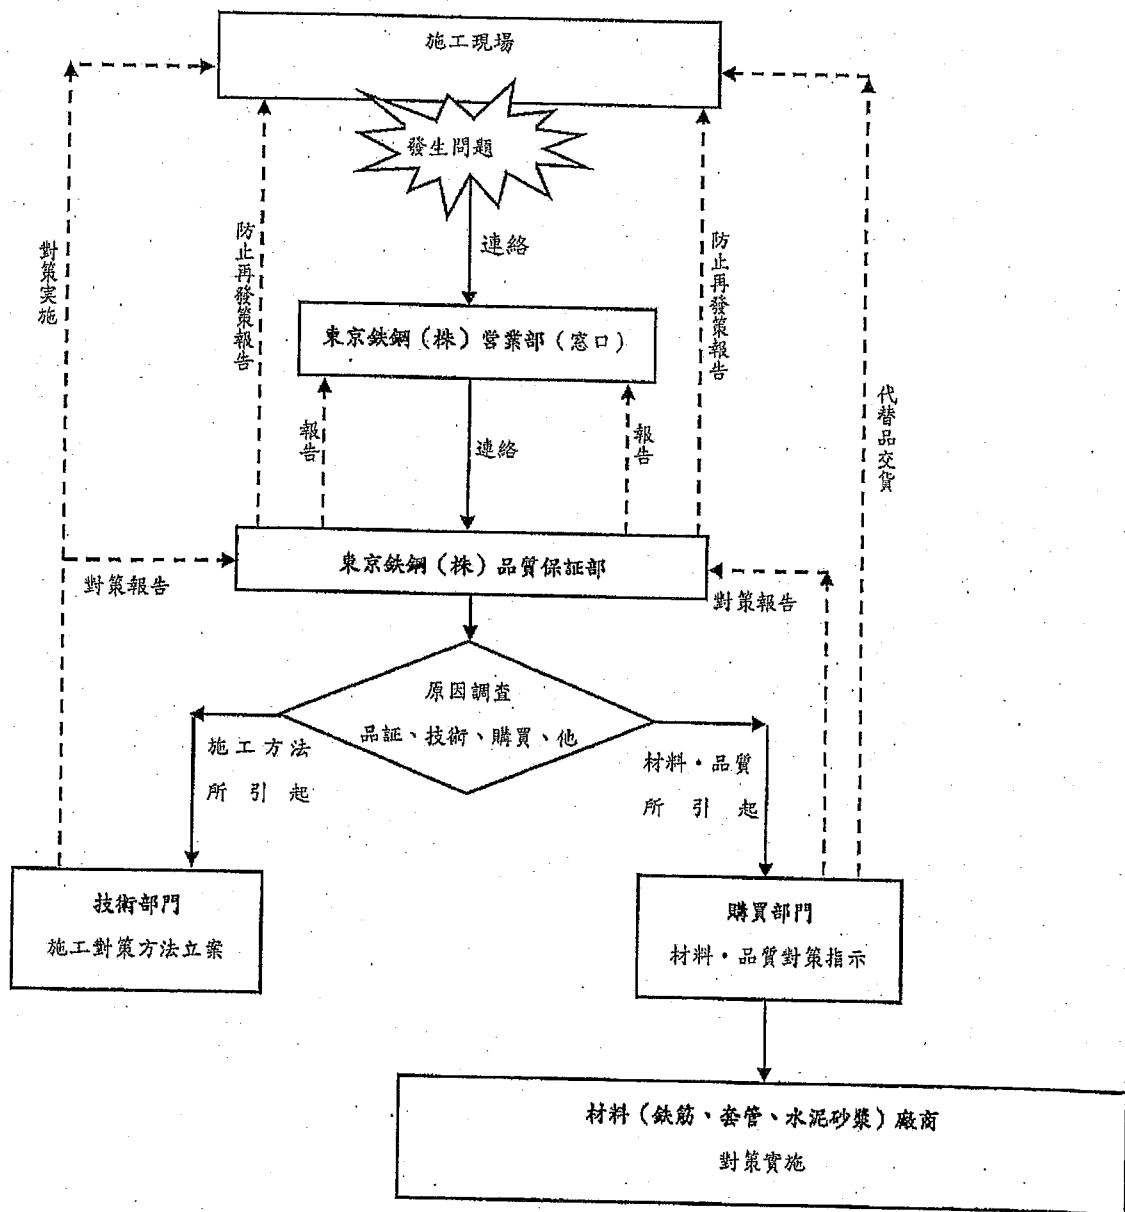 施工現場
發生問題
連絡
對策実施
防止再發策報告
防止再發策報告
東京鉄鋼（株）営業部（窓口）
代替品交貨
報告
連絡
報告
東京鉄鋼（株）品質保証部
對策報告
對策報告
原因調查
品証、技術、購買、他
施工方法
所引起
材料・品質
所引起
技術部門
施工對策方法立案
購買部門
材料・品質對策指示
材料（鉄筋、套管、水泥砂漿）廠商
對策實施